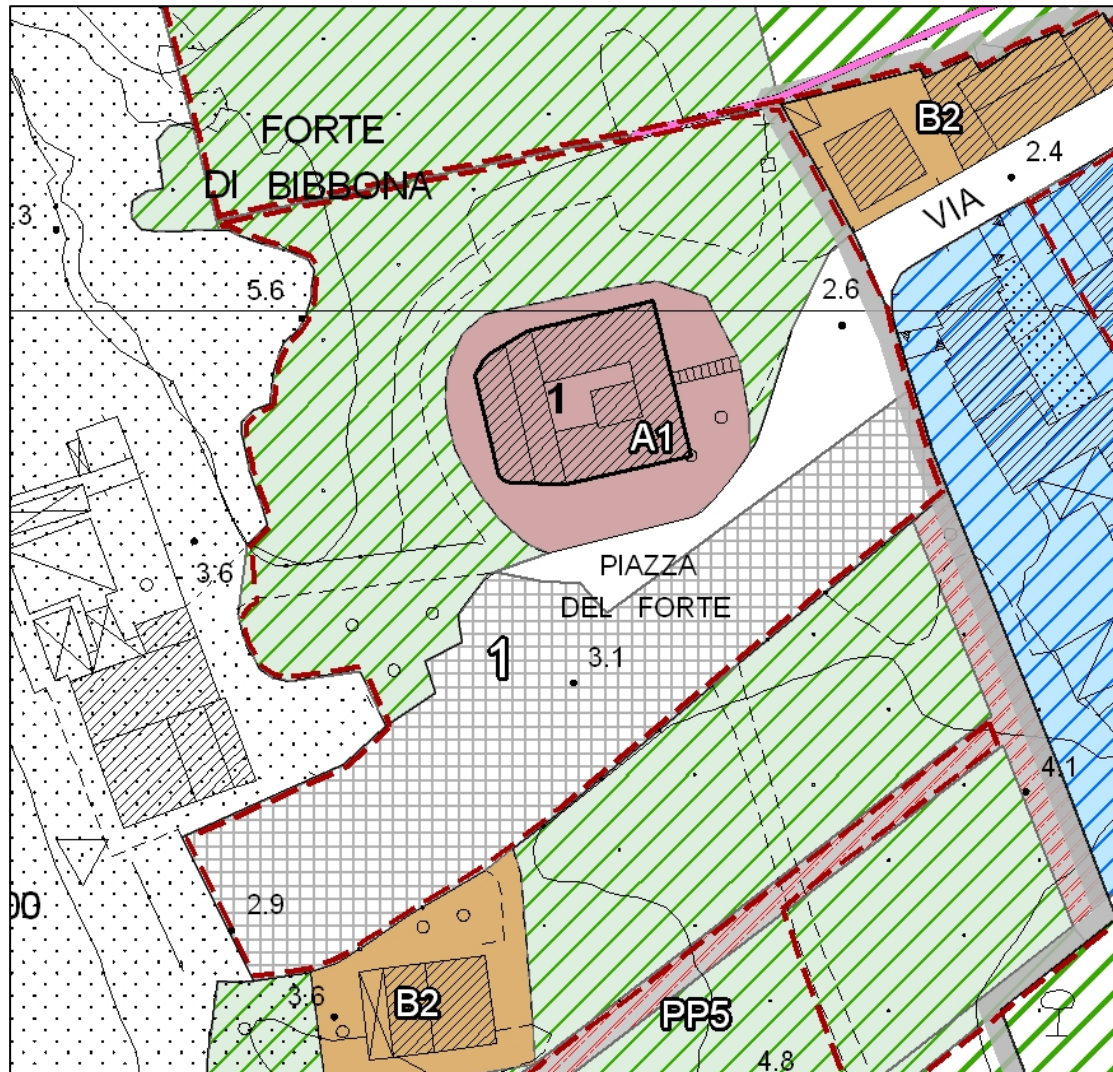 B2
FORTE
2.4
DI BIBBONA
VIA
.3
5.6
2.6
1
A1
PIAZZA
3.6
DEL FORTE
1
3.1
4.1
2.9
00
3.6
B2
PP5
4.8